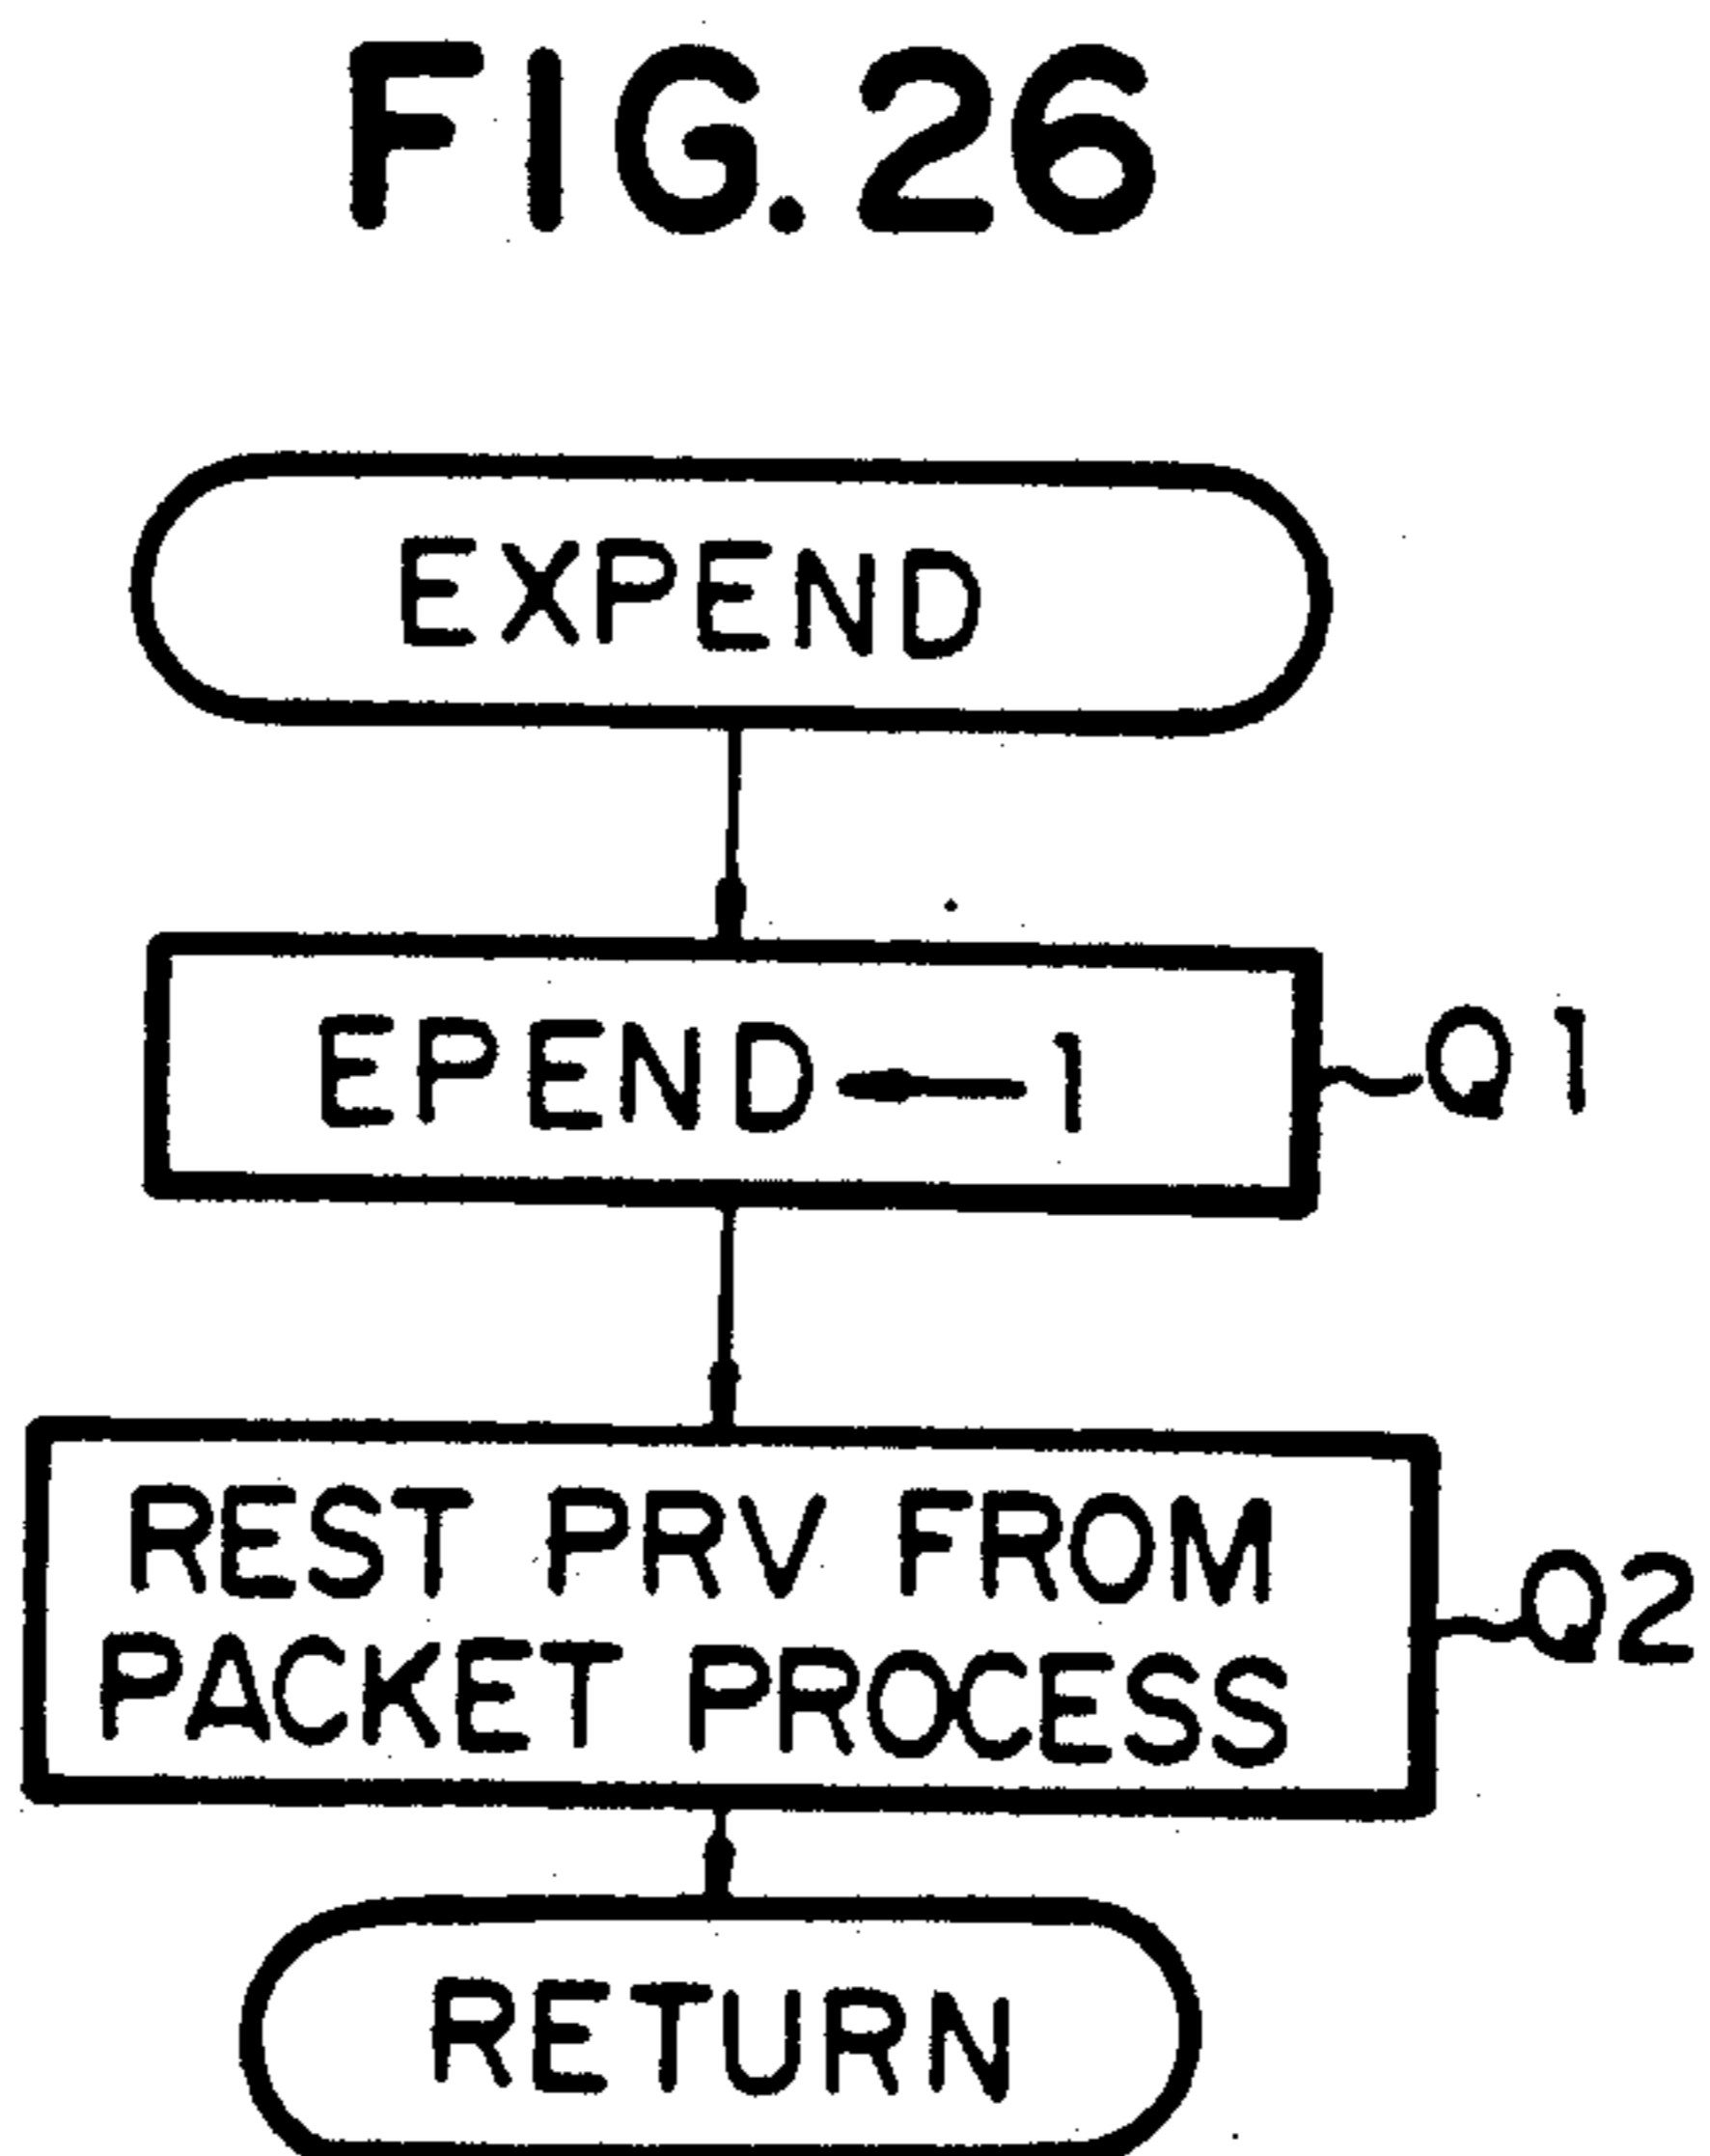 FIG. 26
EXPEND
EPEND ← 1
Q1
REST PRV FROM
PACKET PROCESS
Q2
RETURN